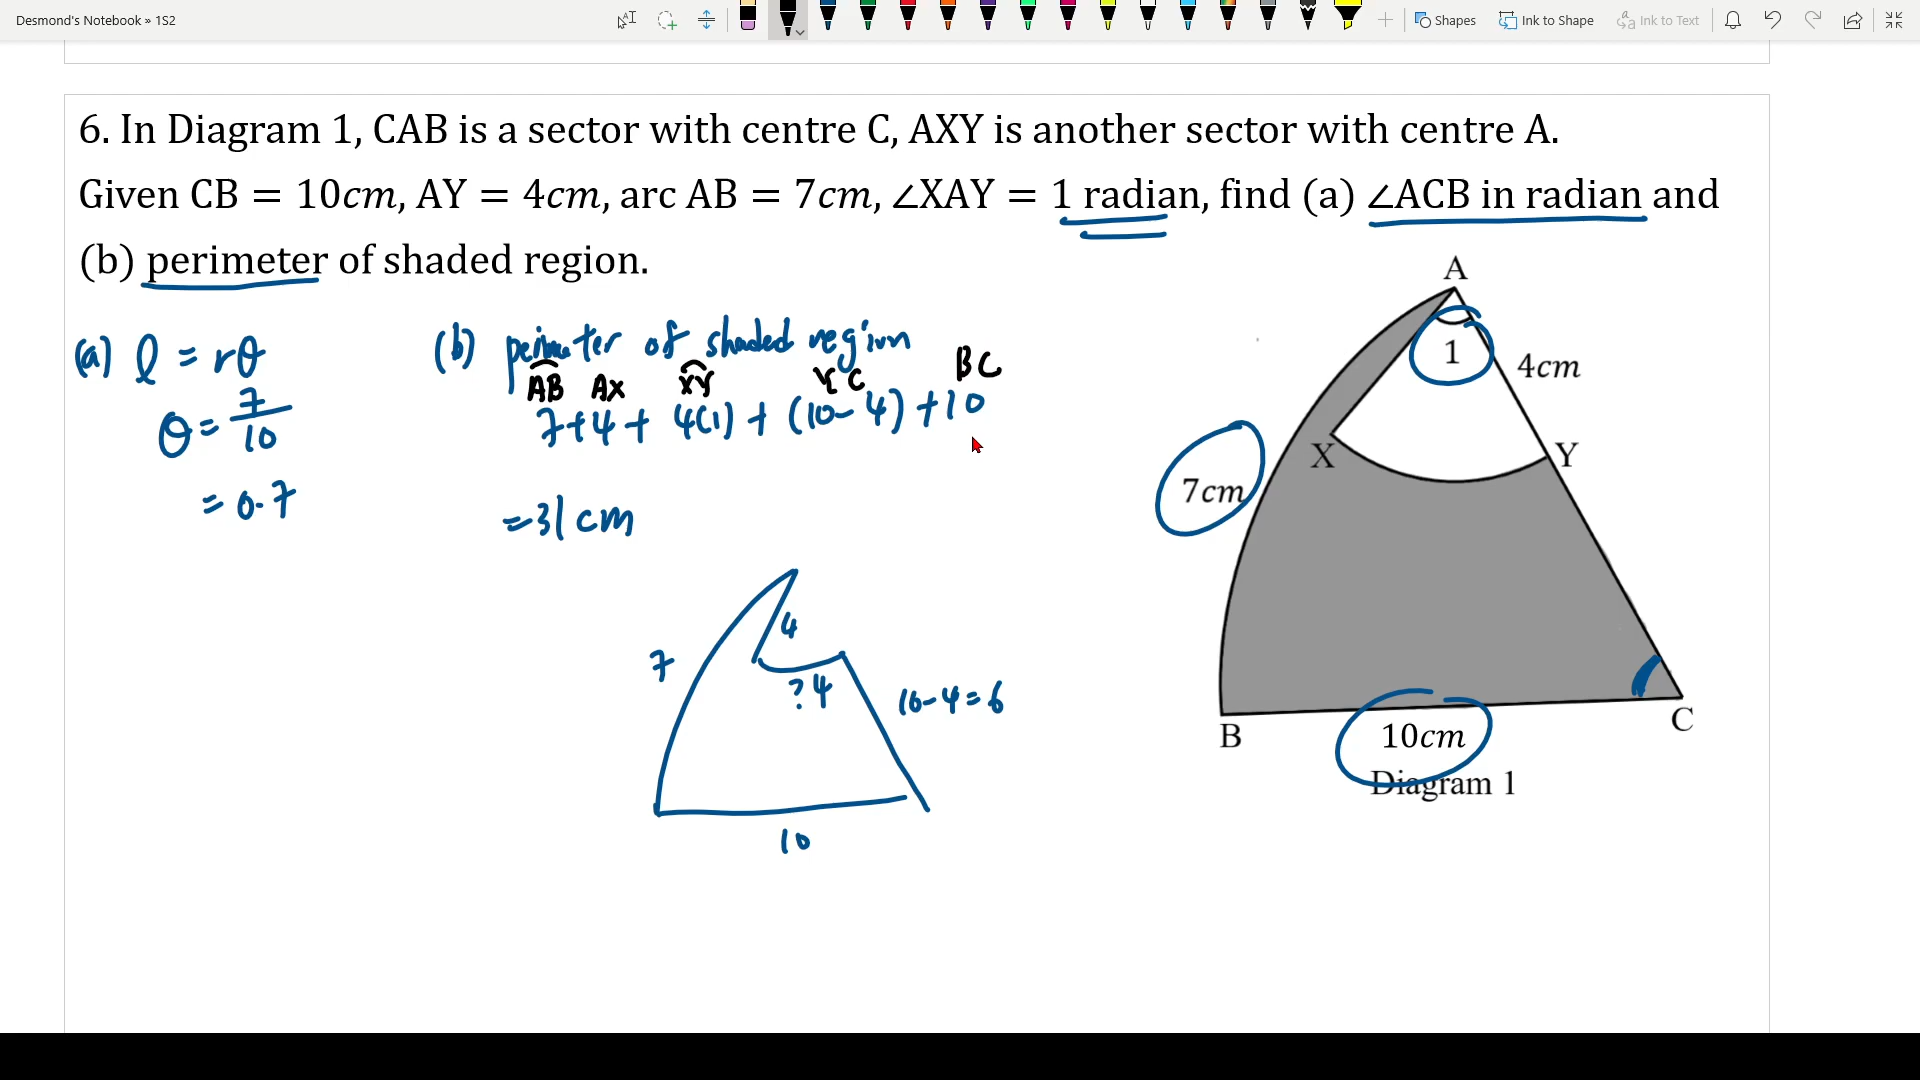 Desmond's Notebook » 1S2
Shapes Ink to Shape Ink to Text
6. In Diagram 1, CAB is a sector with centre C, AXY is another sector with centre A.
Given CB = 10cm, AY = 4cm, arc AB = 7cm, ∠XAY = 1 radian, find (a) ∠ACB in radian and
(b) perimeter of shaded region.
(a) l = rθ
θ = 7/10
= 0.7
(b) perimeter of shaded region
AB AX XY YC BC
7+4+ 4(1) + (10-4) +10
=31 cm
7
4
? 4
10-4=6
10
A
1
4cm
X
Y
7cm
B
10cm
C
Diagram 1